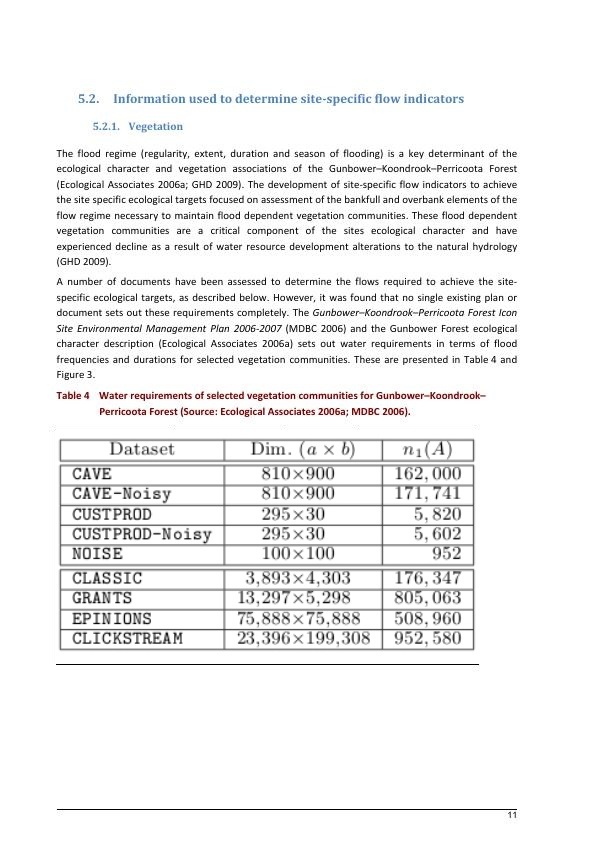 5.2. Information used to determine site-specific flow indicators
5.2.1. Vegetation
The flood regime (regularity, extent, duration and season of flooding) is a key determinant of the
ecological character and vegetation associations of the Gunbower–Koondrook–Perricoota Forest
(Ecological Associates 2006a; GHD 2009). The development of site-specific flow indicators to achieve
the site specific ecological targets focused on assessment of the bankfull and overbank elements of the
flow regime necessary to maintain flood dependent vegetation communities. These flood dependent
vegetation communities are a critical component of the sites ecological character and have
experienced decline as a result of water resource development alterations to the natural hydrology
(GHD 2009).
A number of documents have been assessed to determine the flows required to achieve the site-
specific ecological targets, as described below. However, it was found that no single existing plan or
document sets out these requirements completely. The Gunbower–Koondrook–Perricoota Forest Icon
Site Environmental Management Plan 2006-2007 (MDBC 2006) and the Gunbower Forest ecological
character description (Ecological Associates 2006a) sets out water requirements in terms of flood
frequencies and durations for selected vegetation communities. These are presented in Table 4 and
Figure 3.
Table 4 Water requirements of selected vegetation communities for Gunbower–Koondrook–
Perricoota Forest (Source: Ecological Associates 2006a; MDBC 2006).
Dataset Dim. (a × b) n₁(A)
CAVE 810×900 162,000
CAVE-Noisy 810×900 171,741
CUSTPROD 295×30 5,820
CUSTPROD-Noisy 295×30 5,602
NOISE 100×100 952
CLASSIC 3,893×4,303 176,347
GRANTS 13,297×5,298 805,063
EPINIONS 75,888×75,888 508,960
CLICKSTREAM 23,396×199,308 952,580
11